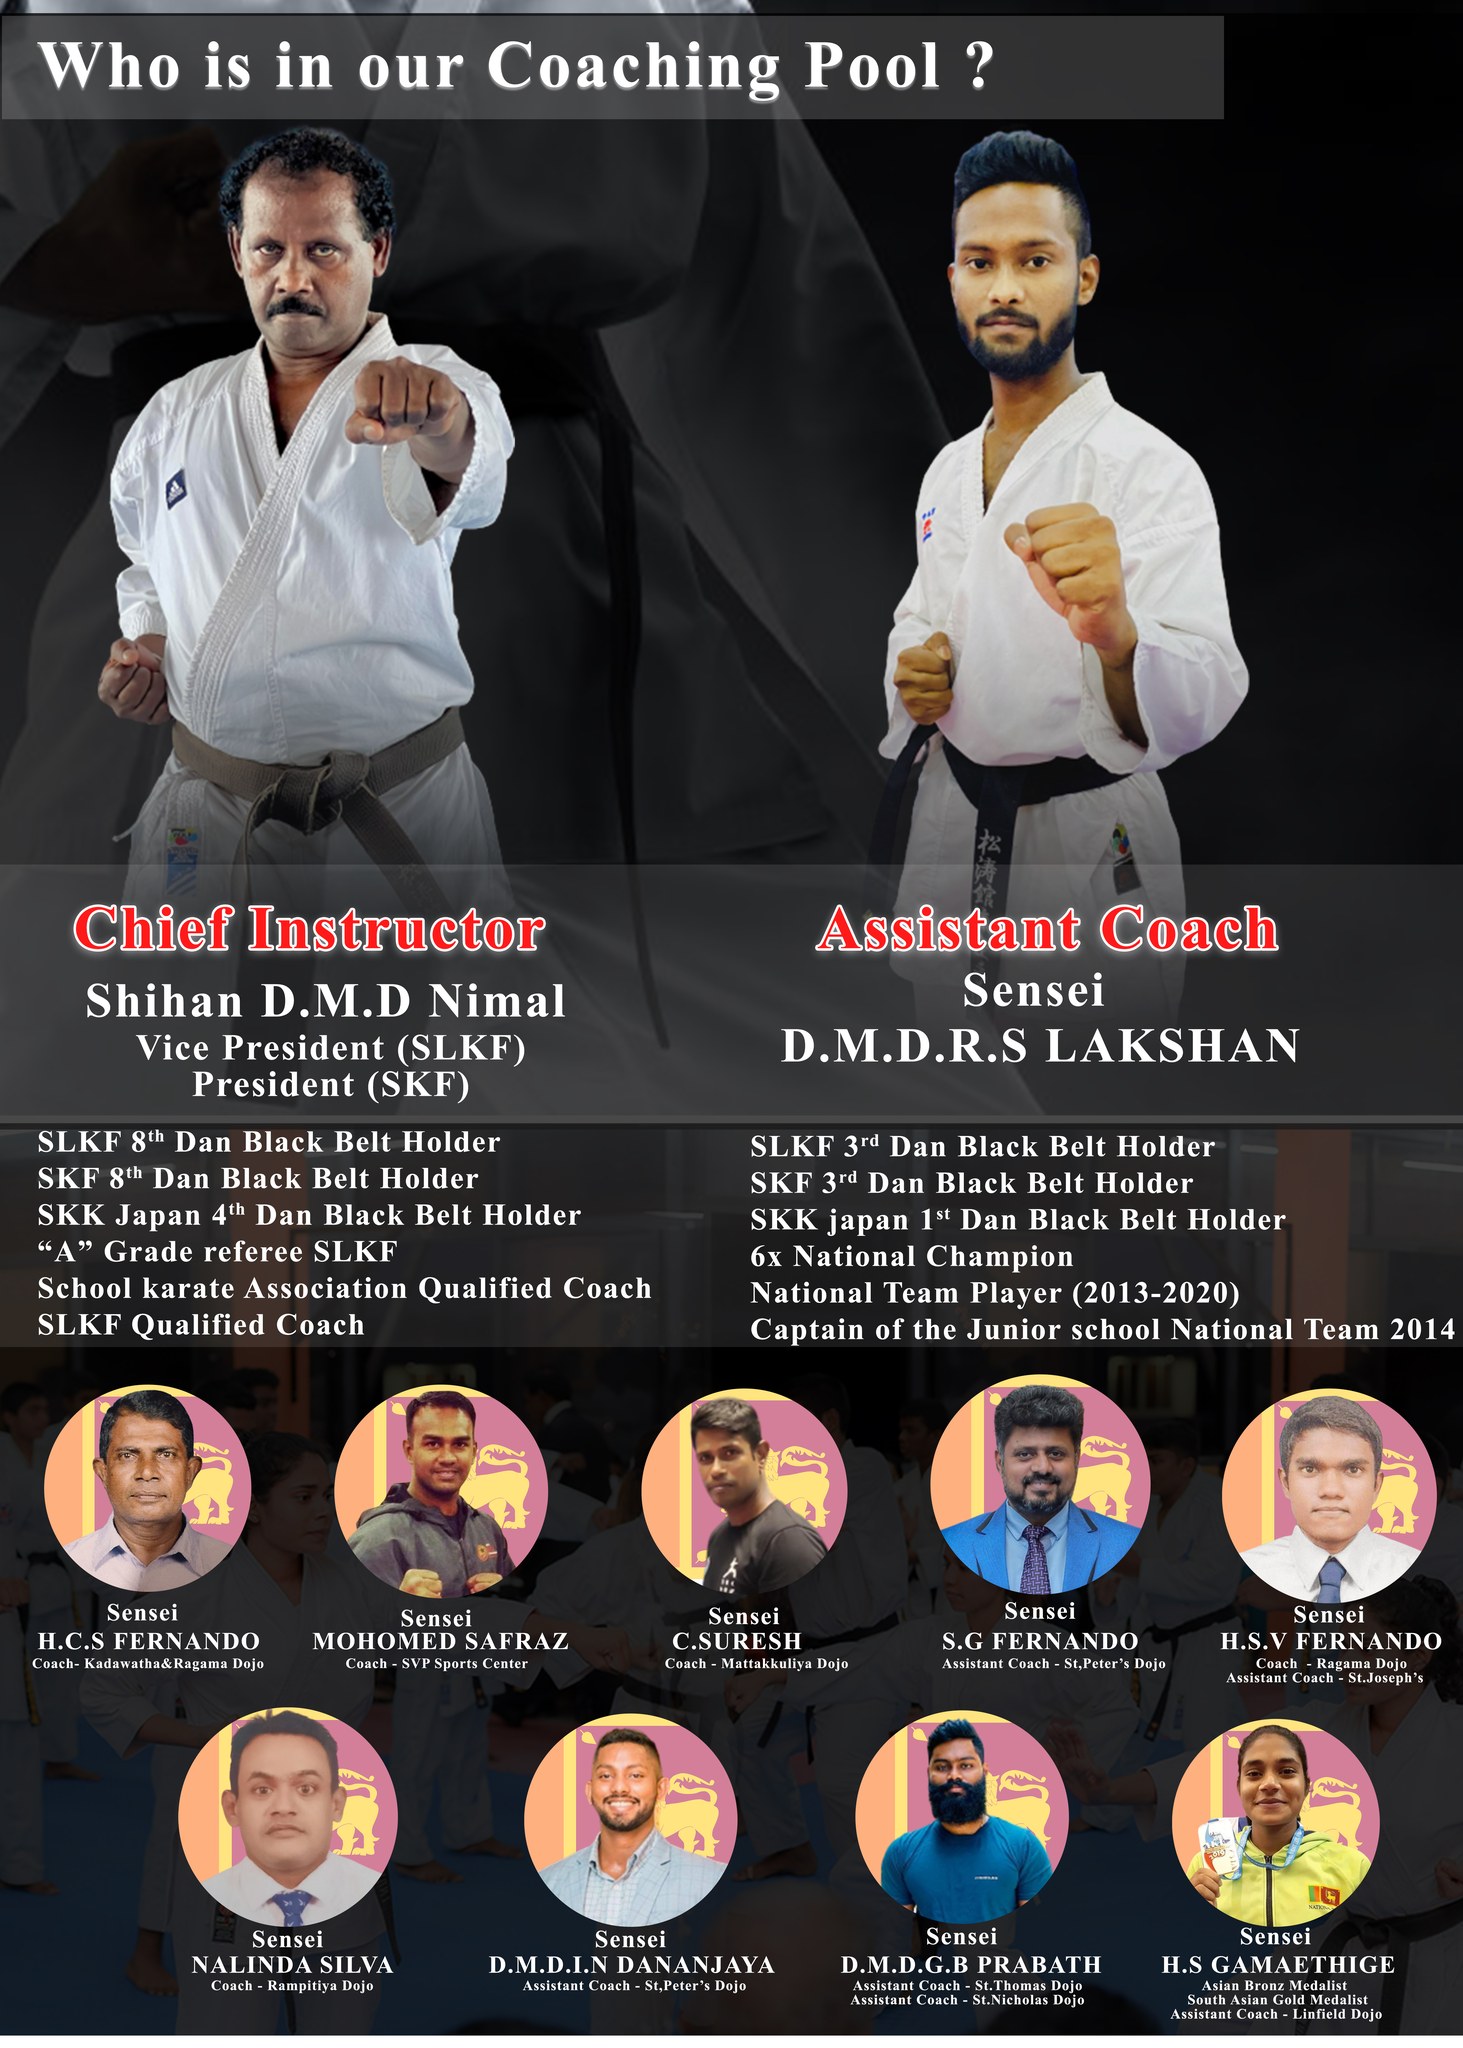 Who is in our Coaching Pool ?
adidas
松
濤
館
Chief Instructor
Shihan D.M.D Nimal
Vice President (SLKF)
President (SKF)
Assistant Coach
Sensei
D.M.D.R.S LAKSHAN
SLKF 8th Dan Black Belt Holder
SKF 8th Dan Black Belt Holder
SKK Japan 4th Dan Black Belt Holder
“A” Grade referee SLKF
School karate Association Qualified Coach
SLKF Qualified Coach
SLKF 3rd Dan Black Belt Holder
SKF 3rd Dan Black Belt Holder
SKK japan 1st Dan Black Belt Holder
6x National Champion
National Team Player (2013-2020)
Captain of the Junior school National Team 2014
Sensei
H.C.S FERNANDO
Coach- Kadawatha&Ragama Dojo
Sensei
MOHOMED SAFRAZ
Coach - SVP Sports Center
Sensei
C.SURESH
Coach - Mattakkuliya Dojo
Sensei
S.G FERNANDO
Assistant Coach - St,Peter’s Dojo
Sensei
H.S.V FERNANDO
Coach - Ragama Dojo
Assistant Coach - St.Joseph’s
Sensei
NALINDA SILVA
Coach - Rampitiya Dojo
Sensei
D.M.D.I.N DANANJAYA
Assistant Coach - St,Peter’s Dojo
Sensei
D.M.D.G.B PRABATH
Assistant Coach - St.Thomas Dojo
Assistant Coach - St.Nicholas Dojo
Sensei
H.S GAMAETHIGE
Asian Bronz Medalist
South Asian Gold Medalist
Assistant Coach - Linfield Dojo